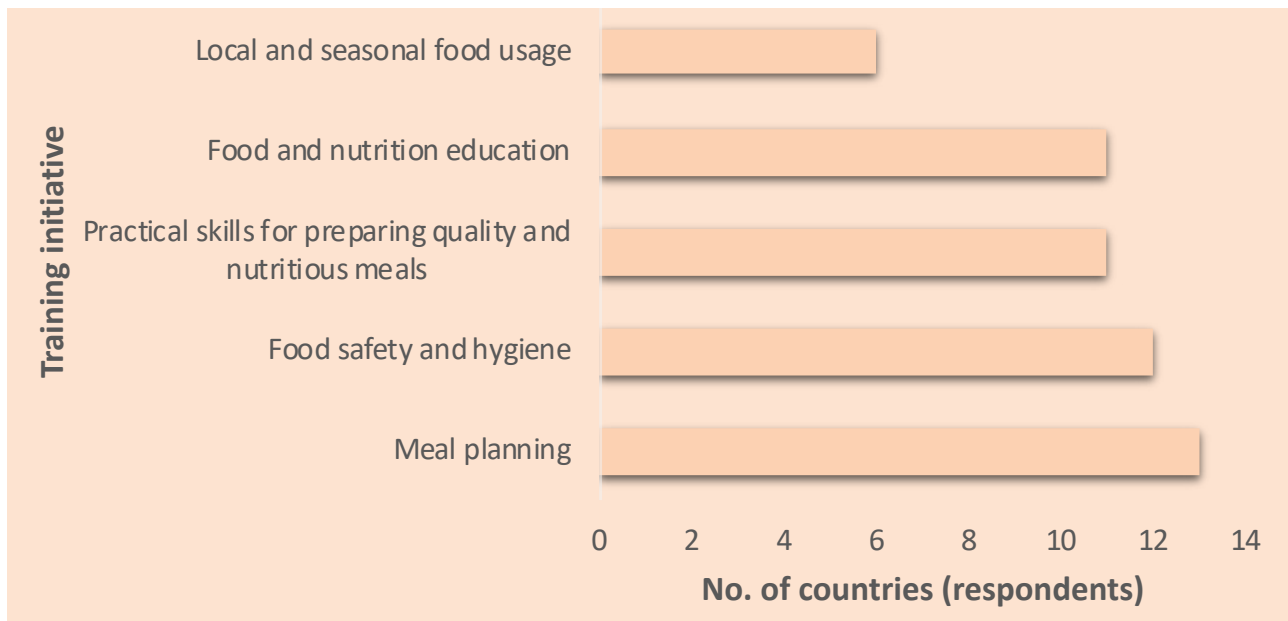 Training initiative
Local and seasonal food usage
Food and nutrition education
Practical skills for preparing quality and
nutritious meals
Food safety and hygiene
Meal planning
0 2 4 6 8 10 12 14
No. of countries (respondents)